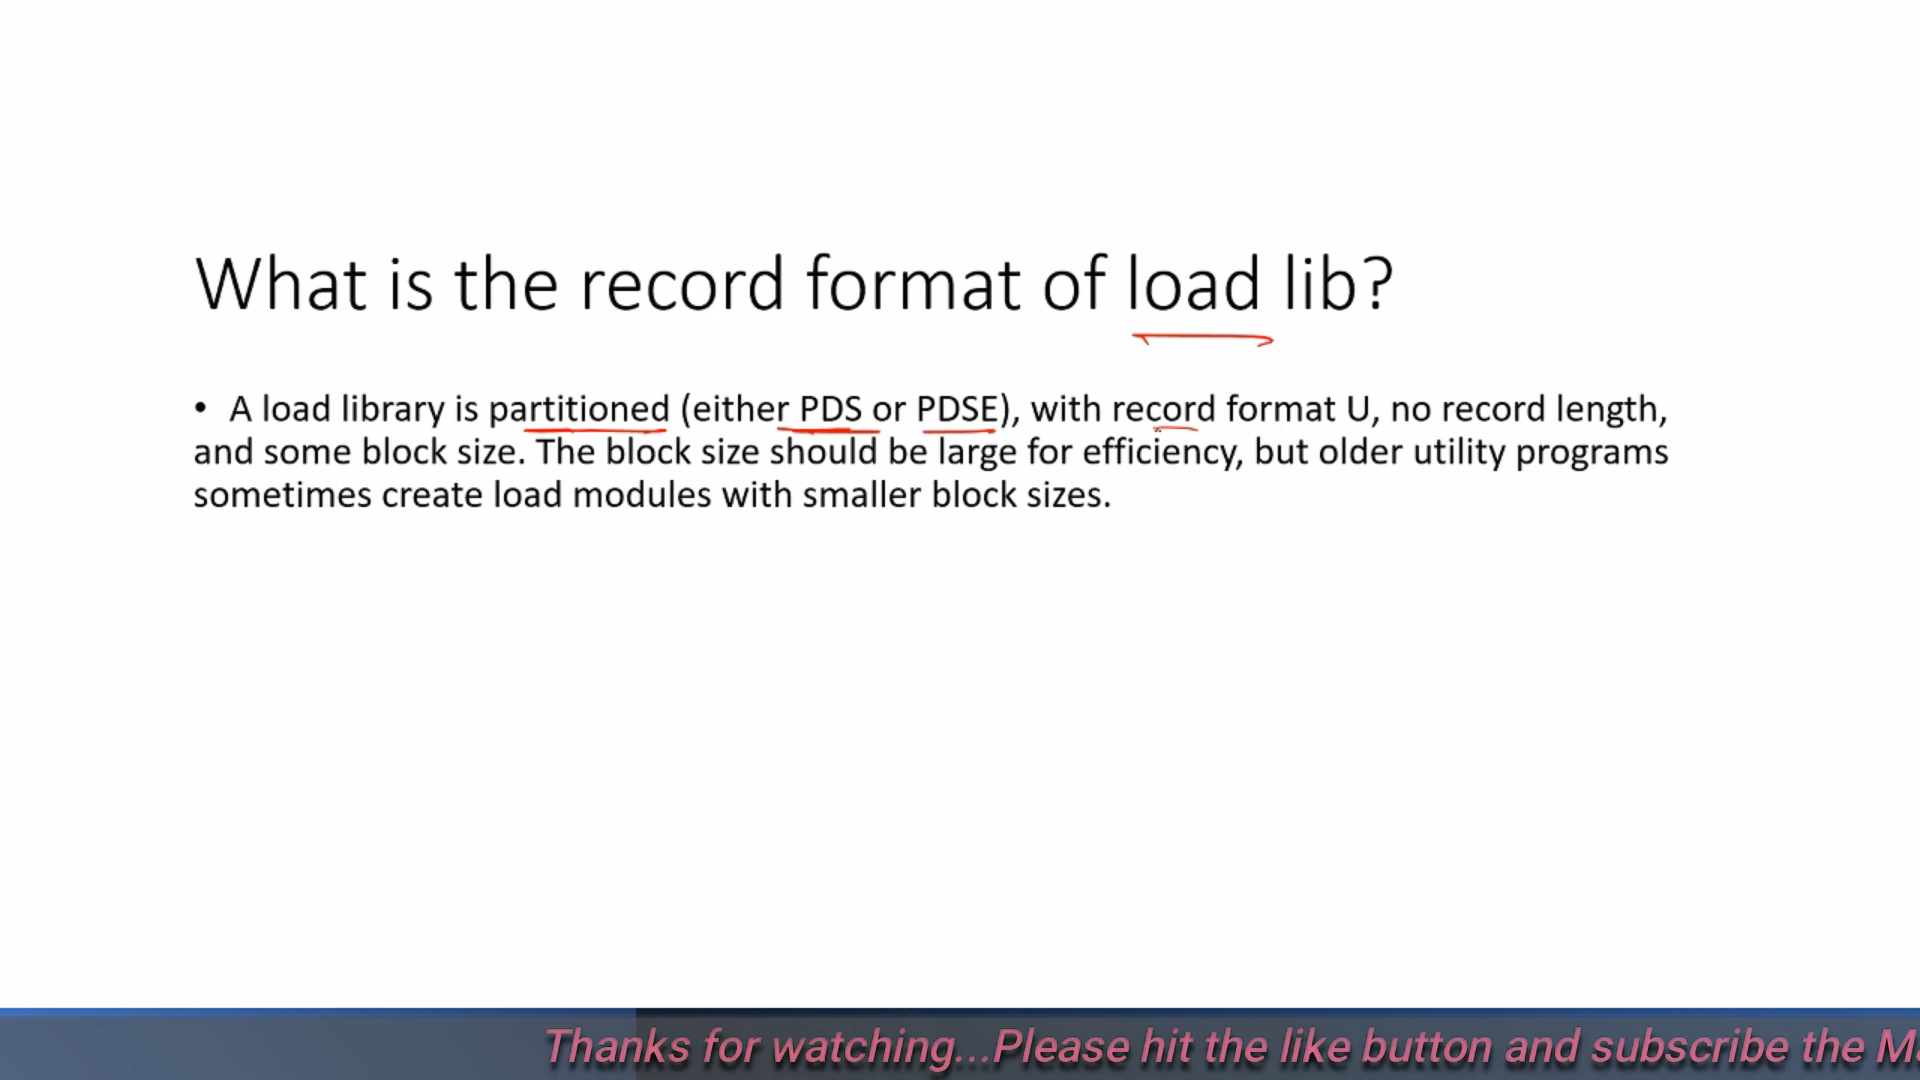 What is the record format of load lib?
• A load library is partitioned (either PDS or PDSE), with record format U, no record length,
and some block size. The block size should be large for efficiency, but older utility programs
sometimes create load modules with smaller block sizes.
Thanks for watching...Please hit the like button and subscribe the